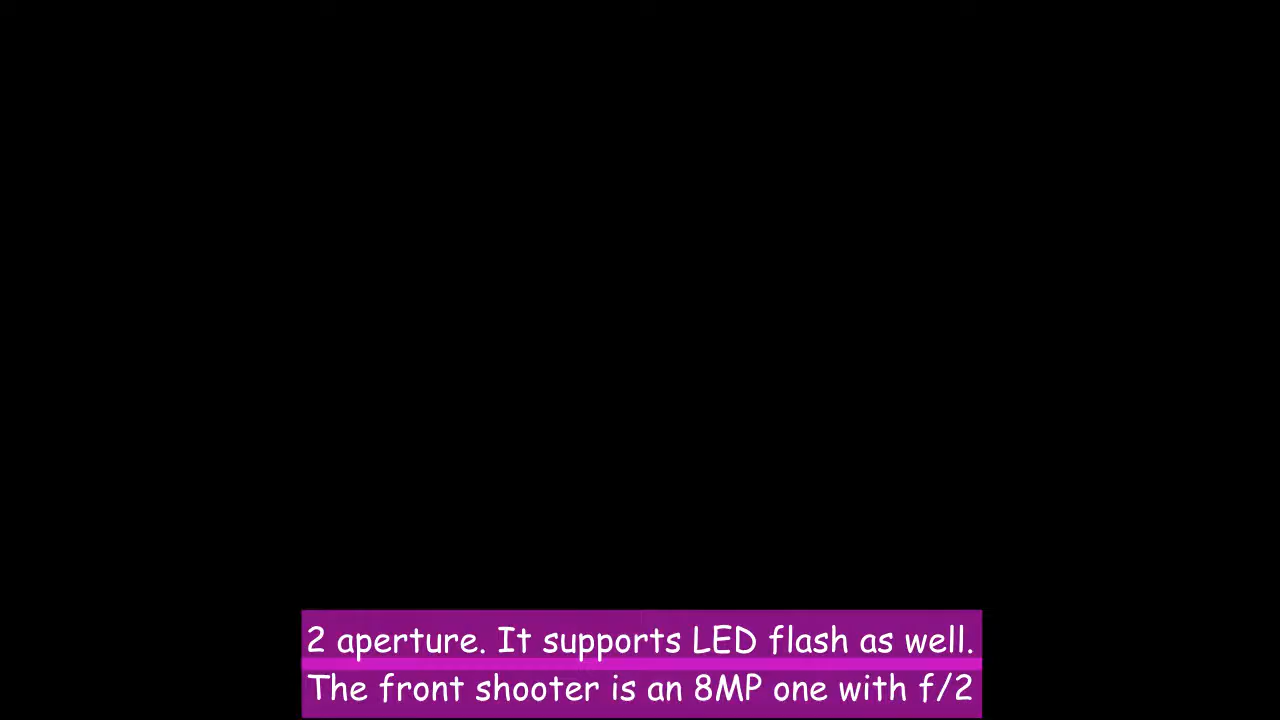 2 aperture. It supports LED flash as well.
The front shooter is an 8MP one with f/2